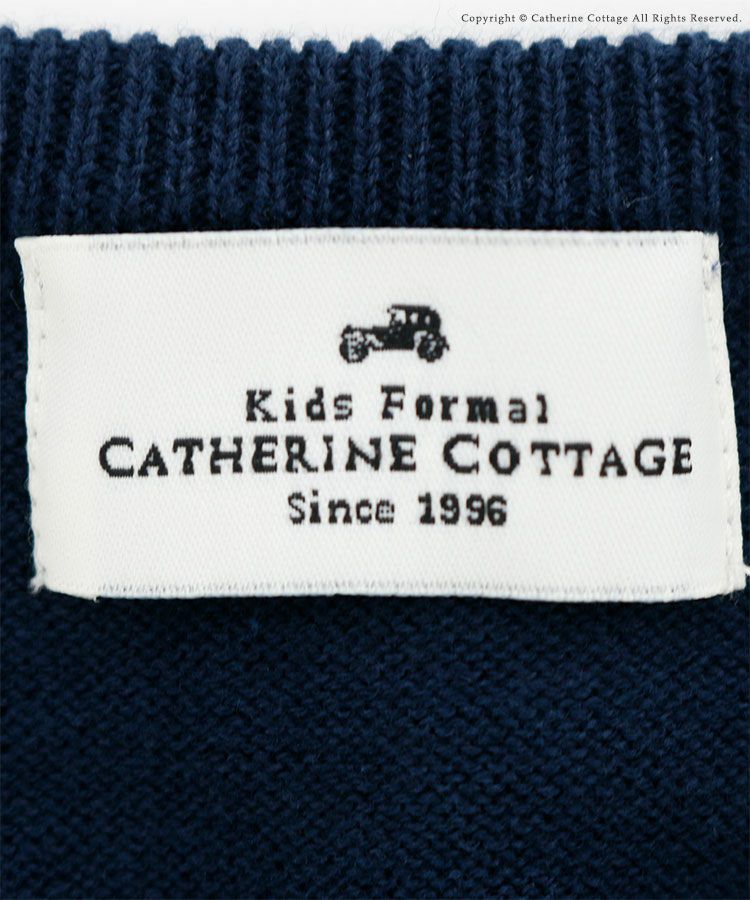 Copyright © Catherine Cottage All Rights Reserved.
Kids Formal
CATHERINE COTTAGE
Since 1996